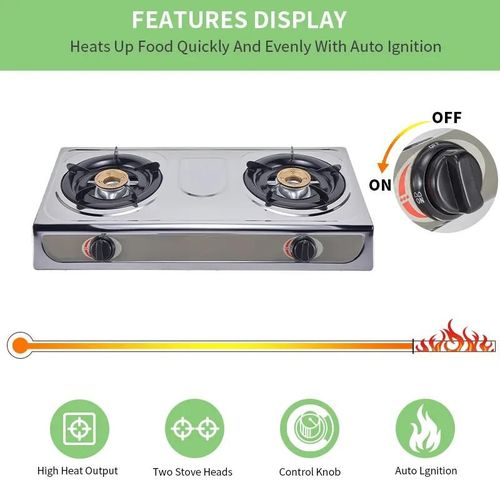 FEATURES DISPLAY
Heats Up Food Quickly And Evenly With Auto Ignition
OFF
ON
High Heat Output
Two Stove Heads
Control Knob
Auto Lgnition